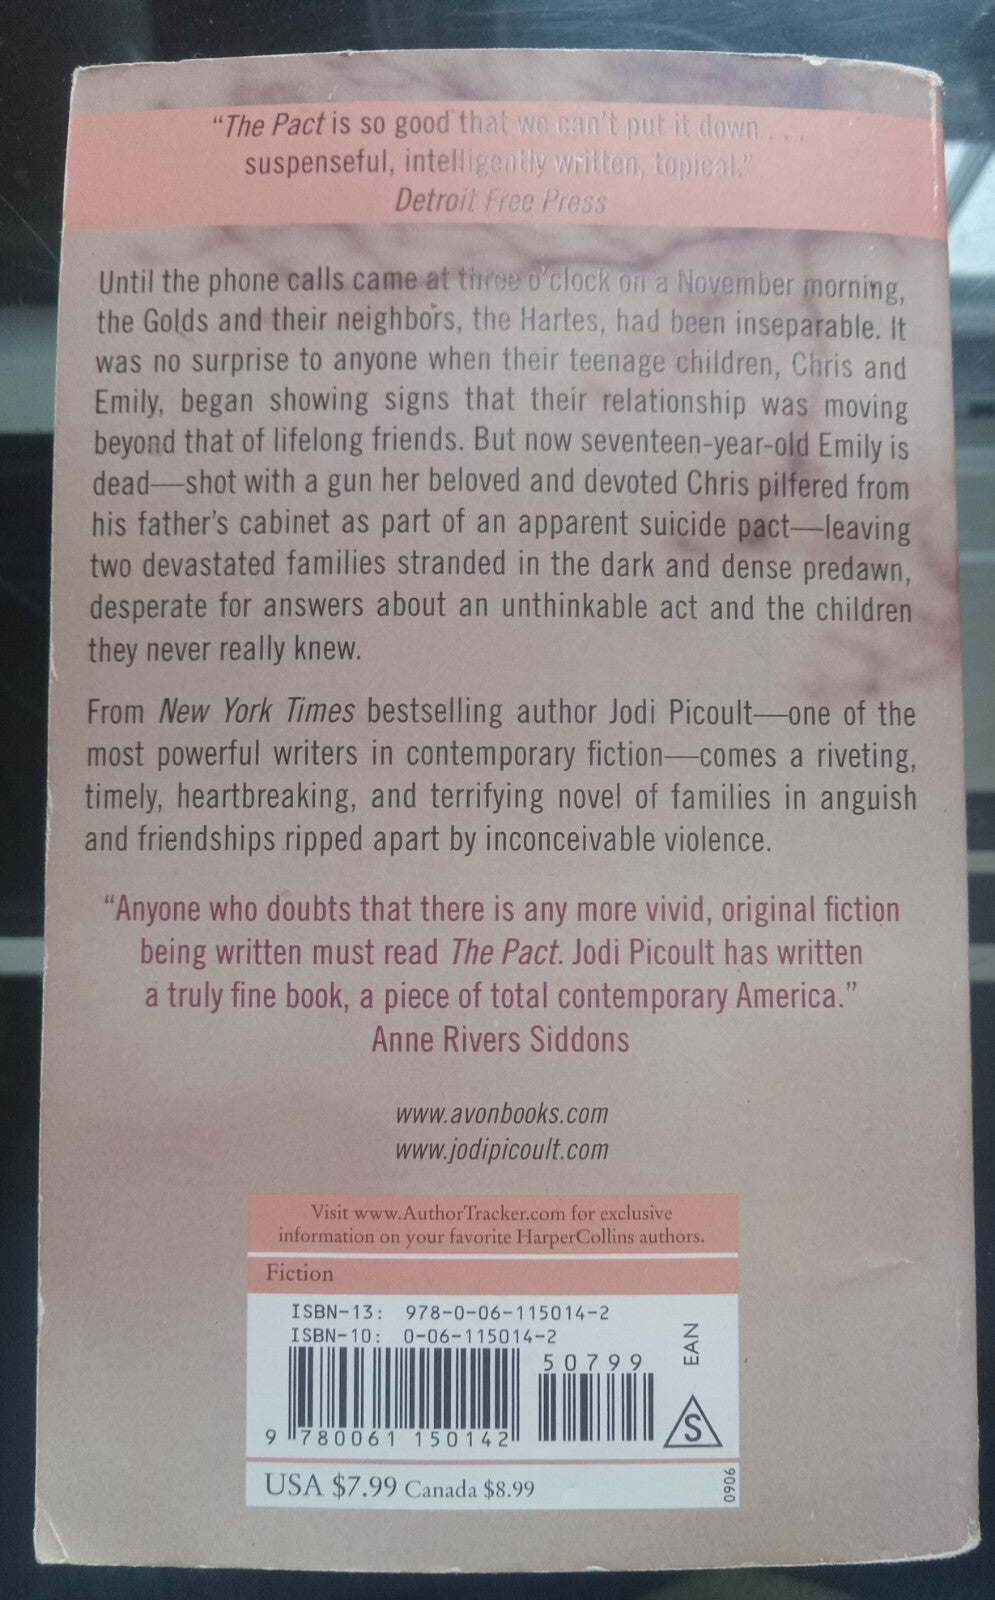 "The Pact is so good that we can't put it down . . .
suspenseful, intelligently written, topical."
Detroit Free Press
Until the phone calls came at three o'clock on a November morning,
the Golds and their neighbors, the Hartes, had been inseparable. It
was no surprise to anyone when their teenage children, Chris and
Emily, began showing signs that their relationship was moving
beyond that of lifelong friends. But now seventeen-year-old Emily is
dead—shot with a gun her beloved and devoted Chris pilfered from
his father's cabinet as part of an apparent suicide pact—leaving
two devastated families stranded in the dark and dense predawn,
desperate for answers about an unthinkable act and the children
they never really knew.
From New York Times bestselling author Jodi Picoult—one of the
most powerful writers in contemporary fiction—comes a riveting,
timely, heartbreaking, and terrifying novel of families in anguish
and friendships ripped apart by inconceivable violence.
"Anyone who doubts that there is any more vivid, original fiction
being written must read The Pact. Jodi Picoult has written
a truly fine book, a piece of total contemporary America."
Anne Rivers Siddons
www.avonbooks.com
www.jodipicoult.com
Visit www.AuthorTracker.com for exclusive
information on your favorite HarperCollins authors.
Fiction
ISBN-13: 978-0-06-115014-2
ISBN-10: 0-06-115014-2
50799
EAN
S
9 780061 150142
USA $7.99 Canada $8.99
0906